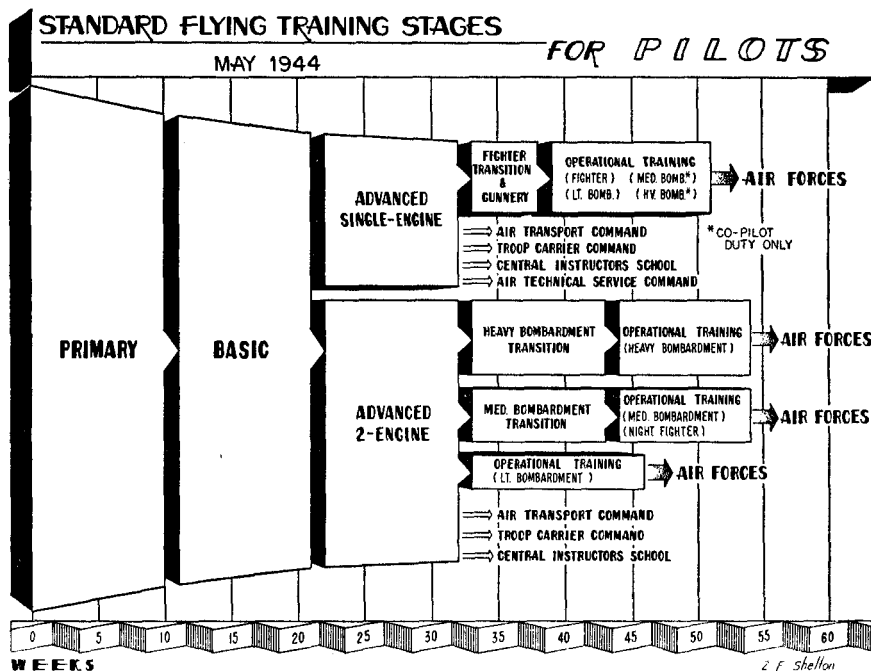 STANDARD FLYING TRAINING STAGES
FOR PILOTS
MAY 1944
PRIMARY
BASIC
ADVANCED
SINGLE-ENGINE
FIGHTER
TRANSITION
&
GUNNERY
OPERATIONAL TRAINING
(FIGHTER) (MED. BOMB.*)
(LT. BOMB.) (HV. BOMB.*)
AIR FORCES
*CO-PILOT
DUTY ONLY
AIR TRANSPORT COMMAND
TROOP CARRIER COMMAND
CENTRAL INSTRUCTORS SCHOOL
AIR TECHNICAL SERVICE COMMAND
ADVANCED
2-ENGINE
HEAVY BOMBARDMENT
TRANSITION
OPERATIONAL TRAINING
(HEAVY BOMBARDMENT)
AIR FORCES
MED. BOMBARDMENT
TRANSITION
OPERATIONAL TRAINING
(MED. BOMBARDMENT)
(NIGHT FIGHTER)
AIR FORCES
OPERATIONAL TRAINING
(LT. BOMBARDMENT)
AIR FORCES
AIR TRANSPORT COMMAND
TROOP CARRIER COMMAND
CENTRAL INSTRUCTORS SCHOOL
0 5 10 15 20 25 30 35 40 45 50 55 60
WEEKS
Z F Shelton